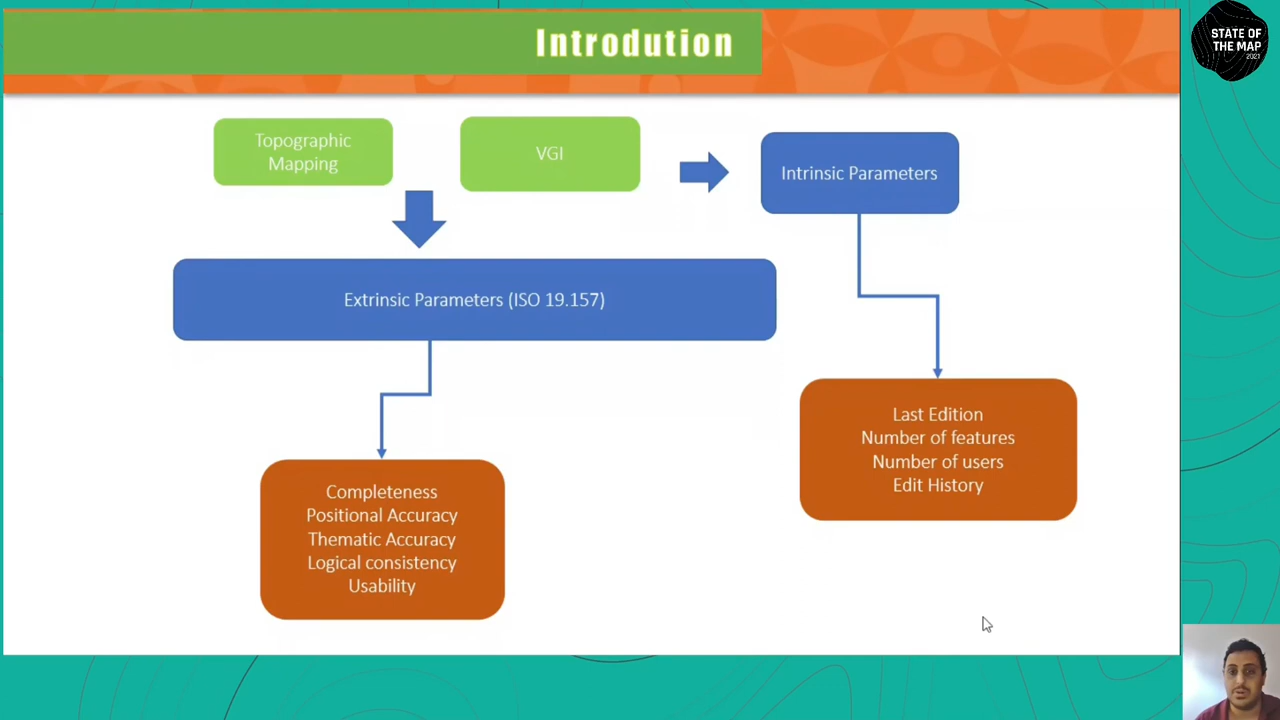 Introdution
STATE OF
THE MAP
2021
Topographic
Mapping
VGI
Intrinsic Parameters
Extrinsic Parameters (ISO 19.157)
Last Edition
Number of features
Number of users
Edit History
Completeness
Positional Accuracy
Thematic Accuracy
Logical consistency
Usability